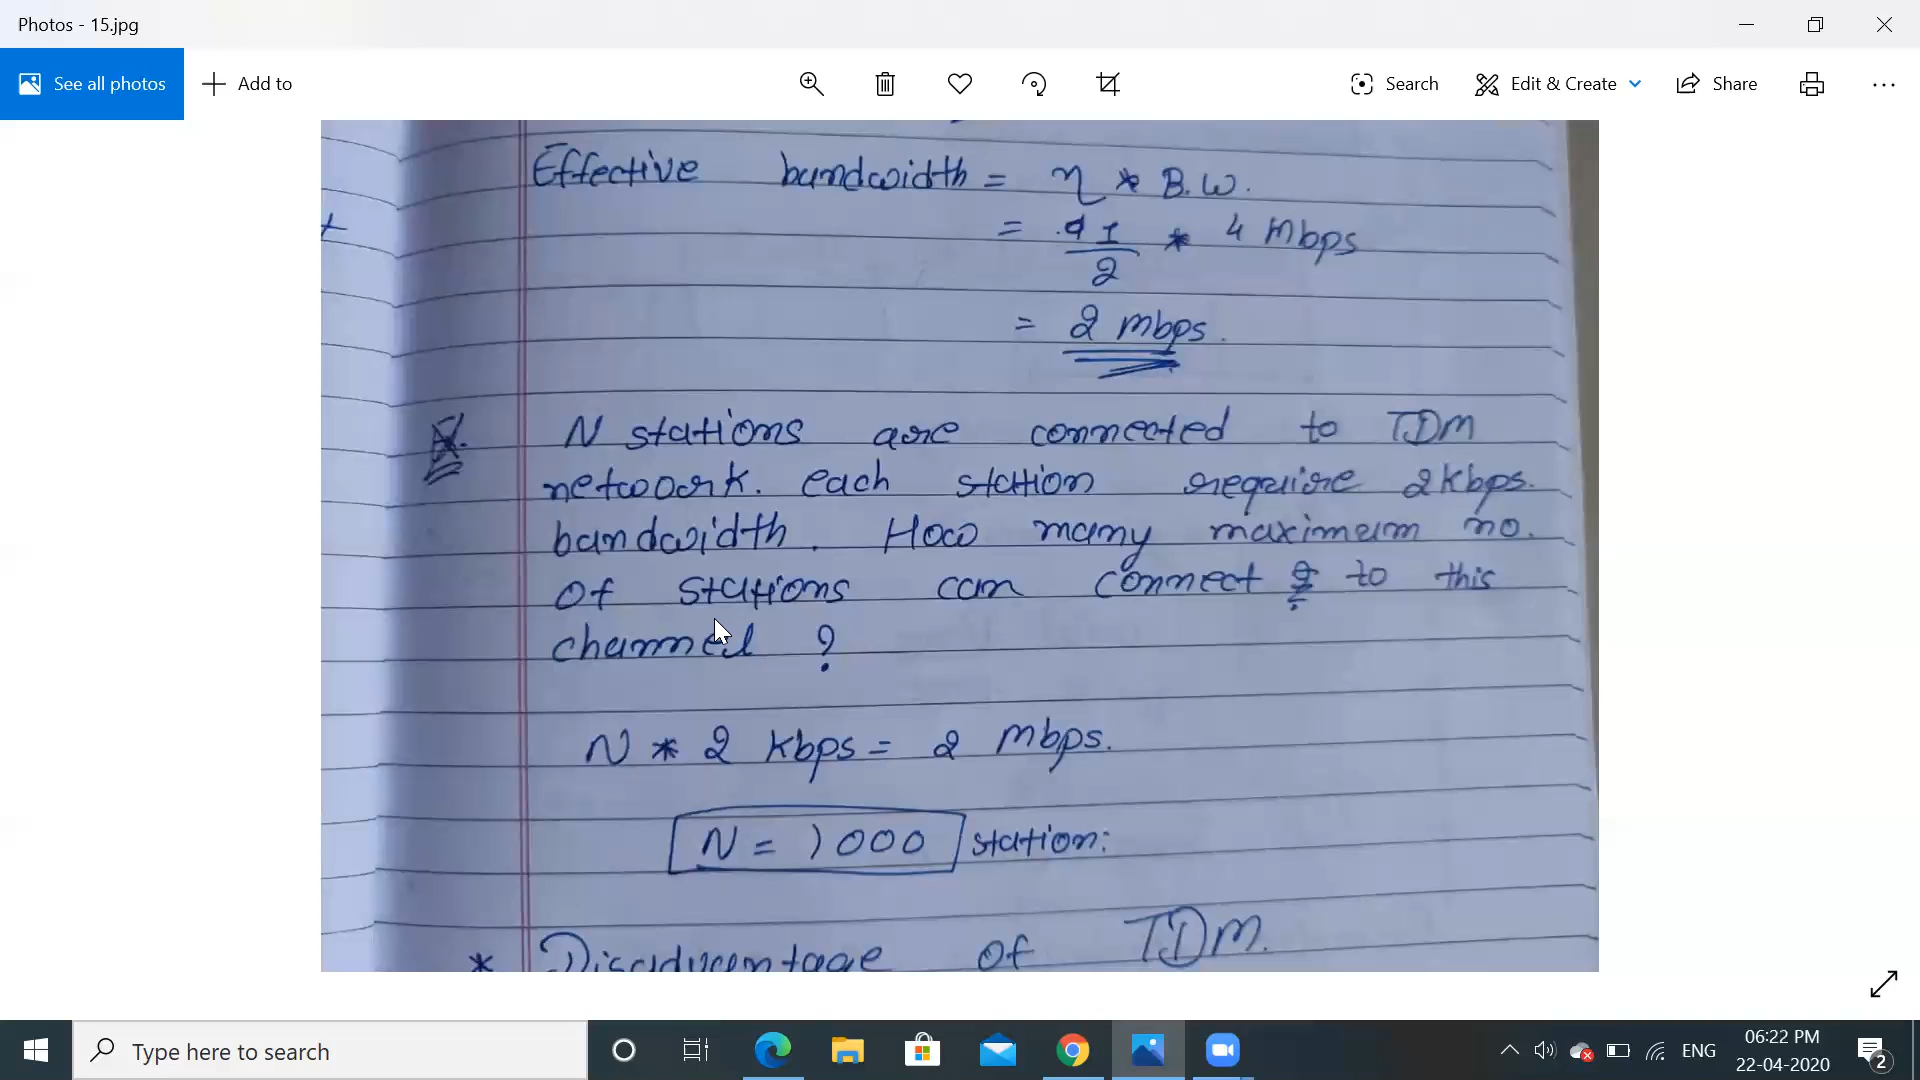 Photos - 15.jpg
See all photos
Add to
Search
Edit & Create
Share
Effective bandwidth = η * B.W.
= 1/2 * 4 Mbps
= 2 mbps.
N stations are connected to TDM
network. each station require 2kbps.
bandwidth. How many maximum no.
of stations can connect to this
channel ?
N * 2 kbps = 2 mbps.
N = 1000 station:
* Disadvantage of TDM.
Type here to search
ENG
06:22 PM
22-04-2020
2